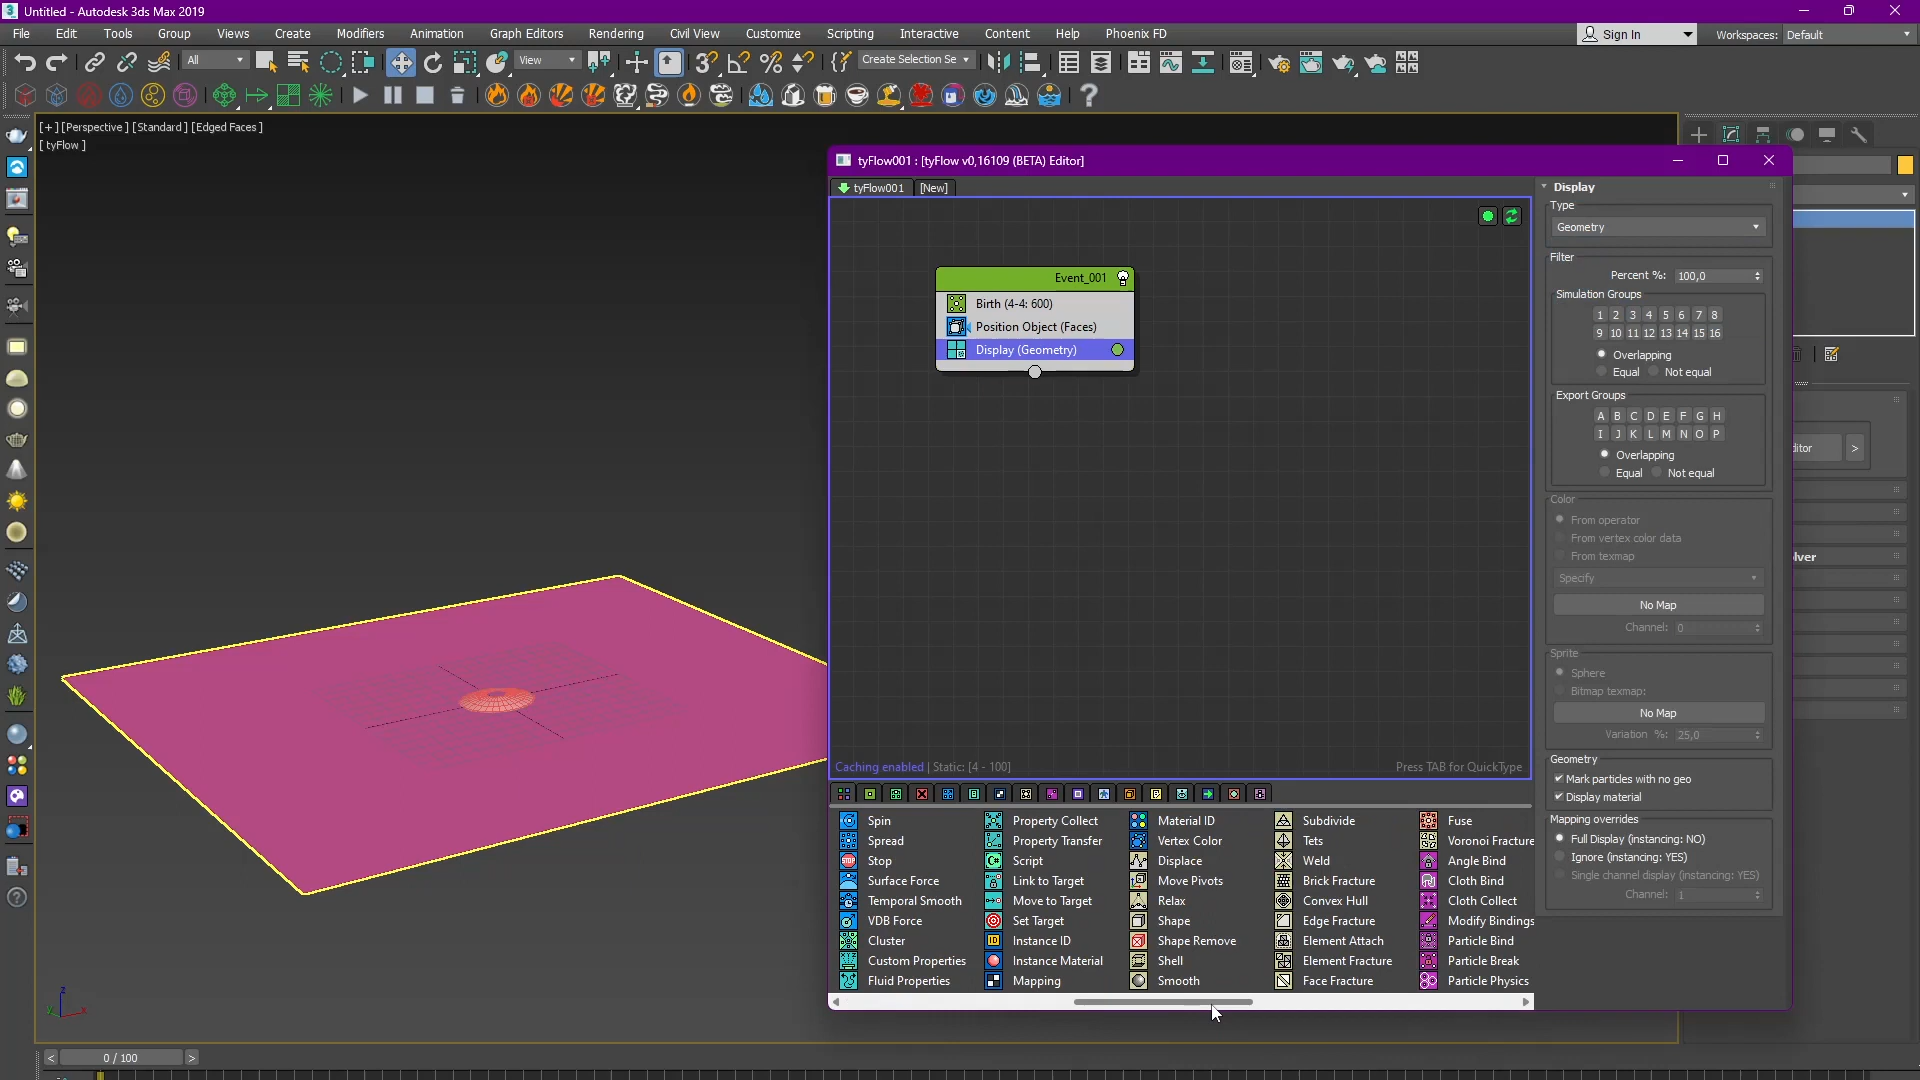 Untitled - Autodesk 3ds Max 2019
File Edit Tools Group Views Create Modifiers Animation Graph Editors Rendering Civil View Customize Scripting Interactive Content Help Phoenix FD Sign In Workspaces: Default
All View Create Selection Se
[+] [Perspective] [Standard] [Edged Faces]
[ tyFlow ]
tyFlow001 : [tyFlow v0,16109 (BETA) Editor]
tyFlow001 [New]
Event_001
Birth (4-4: 600)
Position Object (Faces)
Display (Geometry)
Caching enabled | Static: [4 - 100] Press TAB for QuickType
Spin Property Collect Material ID Subdivide Fuse
Spread Property Transfer Vertex Color Tets Voronoi Fracture
Stop Script Displace Weld Angle Bind
Surface Force Link to Target Move Pivots Brick Fracture Cloth Bind
Temporal Smooth Move to Target Relax Convex Hull Cloth Collect
VDB Force Set Target Shape Edge Fracture Modify Bindings
Cluster Instance ID Shape Remove Element Attach Particle Bind
Custom Properties Instance Material Shell Element Fracture Particle Break
Fluid Properties Mapping Smooth Face Fracture Particle Physics
Display
Type
Geometry
Filter
Percent %: 100,0
Simulation Groups
1 2 3 4 5 6 7 8
9 10 11 12 13 14 15 16
Overlapping
Equal Not equal
Export Groups
A B C D E F G H
I J K L M N O P
Overlapping
Equal Not equal
Color
From operator
From vertex color data
From texmap
Specify
No Map
Channel: 0
Sprite
Sphere
Bitmap texmap:
No Map
Variation %: 25,0
Geometry
Mark particles with no geo
Display material
Mapping overrides
Full Display (instancing: NO)
Ignore (instancing: YES)
Single channel display (instancing: YES)
Channel: 1
ditor >
lver
z
y x
< 0 / 100 >